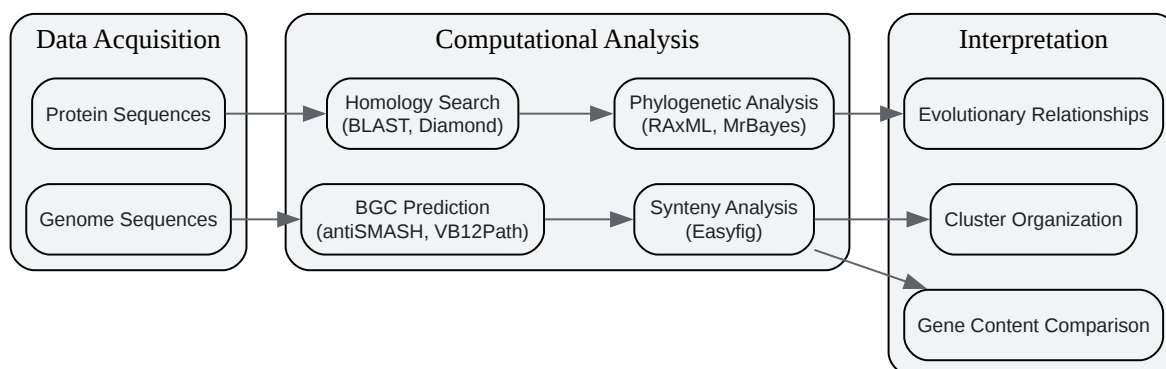 Data Acquisition
Computational Analysis
Interpretation
Protein Sequences
Homology Search
(BLAST, Diamond)
Phylogenetic Analysis
(RAxML, MrBayes)
Evolutionary Relationships
Genome Sequences
BGC Prediction
(antiSMASH, VB12Path)
Synteny Analysis
(Easyfig)
Cluster Organization
Gene Content Comparison